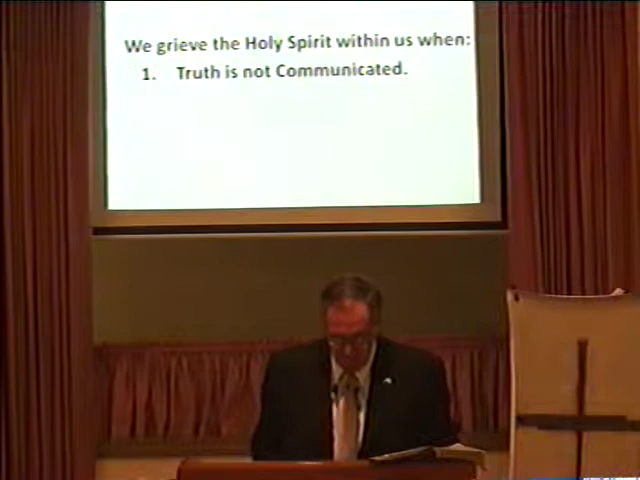 We grieve the Holy Spirit within us when:
1. Truth is not Communicated.